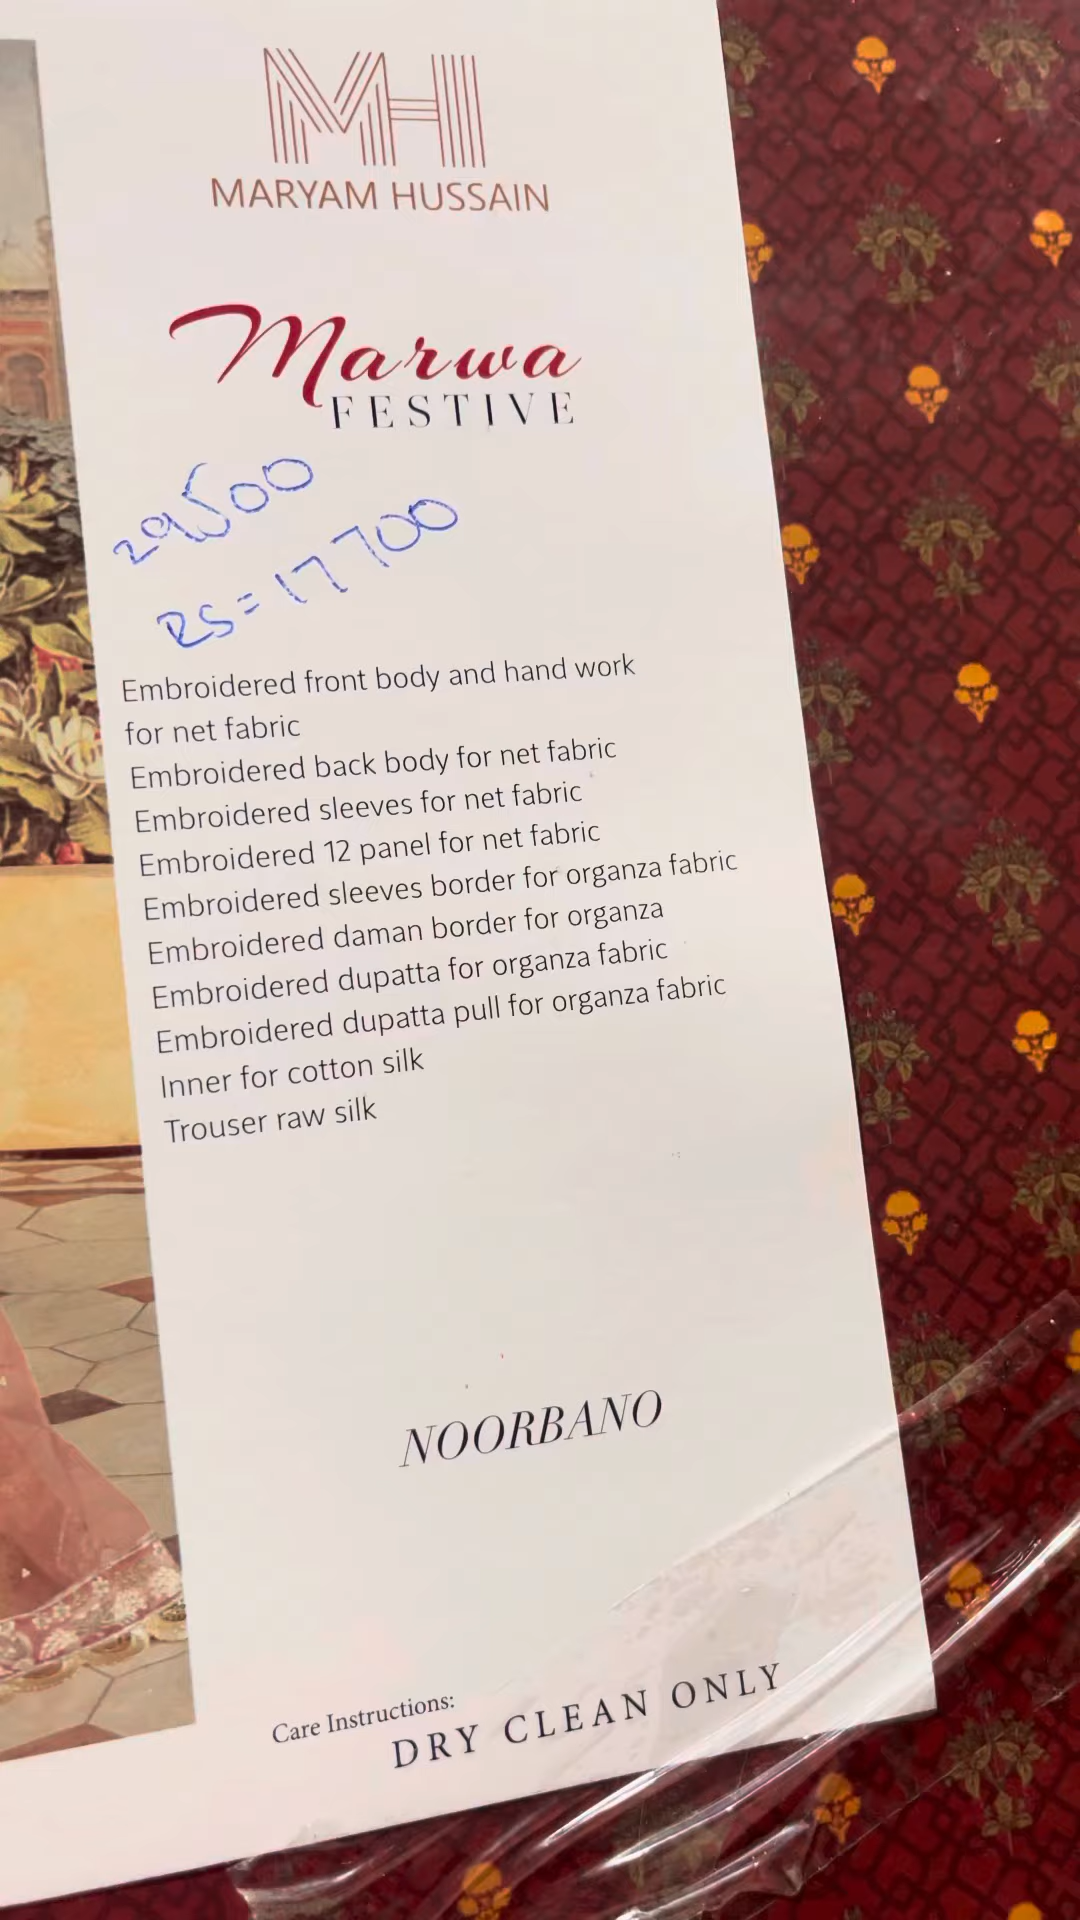 MH
MARYAM HUSSAIN
Marwa
FESTIVE
29500
RS = 17700
Embroidered front body and hand work
for net fabric
Embroidered back body for net fabric
Embroidered sleeves for net fabric
Embroidered 12 panel for net fabric
Embroidered sleeves border for organza fabric
Embroidered daman border for organza
Embroidered dupatta for organza fabric
Embroidered dupatta pull for organza fabric
Inner for cotton silk
Trouser raw silk
NOORBANO
Care Instructions:
DRY CLEAN ONLY